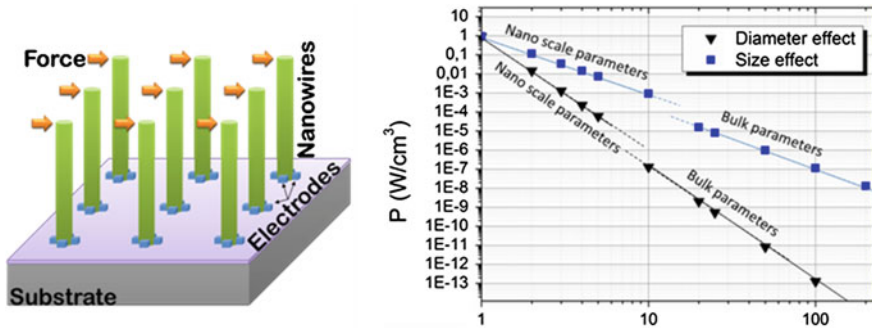 Force
Nanowires
Electrodes
Substrate
P (W/cm³)
10
1
0,1
0,01
1E-3
1E-4
1E-5
1E-6
1E-7
1E-8
1E-9
1E-10
1E-11
1E-12
1E-13
Nano scale parameters
Nano scale parameters
Bulk parameters
Bulk parameters
Diameter effect
Size effect
1
10
100